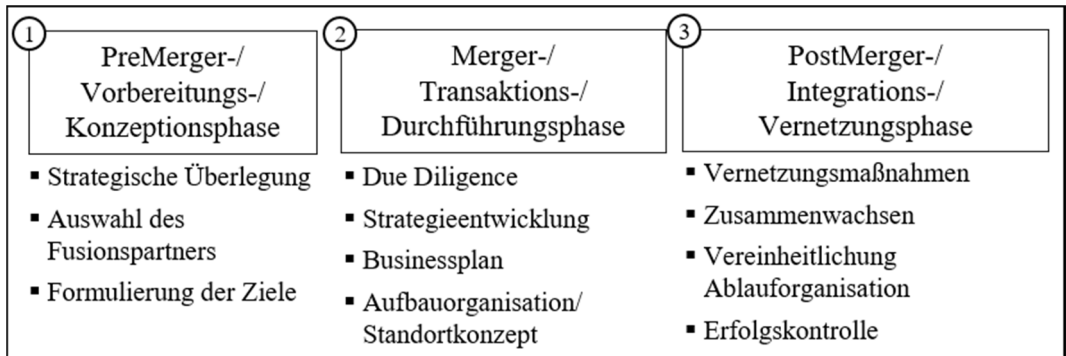 1
PreMerger-/
Vorbereitungs-/
Konzeptionsphase
▪ Strategische Überlegung
▪ Auswahl des
Fusionspartners
▪ Formulierung der Ziele
2
Merger-/
Transaktions-/
Durchführungsphase
▪ Due Diligence
▪ Strategieentwicklung
▪ Businessplan
▪ Aufbauorganisation/
Standortkonzept
3
PostMerger-/
Integrations-/
Vernetzungsphase
▪ Vernetzungsmaßnahmen
▪ Zusammenwachsen
▪ Vereinheitlichung
Ablauforganisation
▪ Erfolgskontrolle